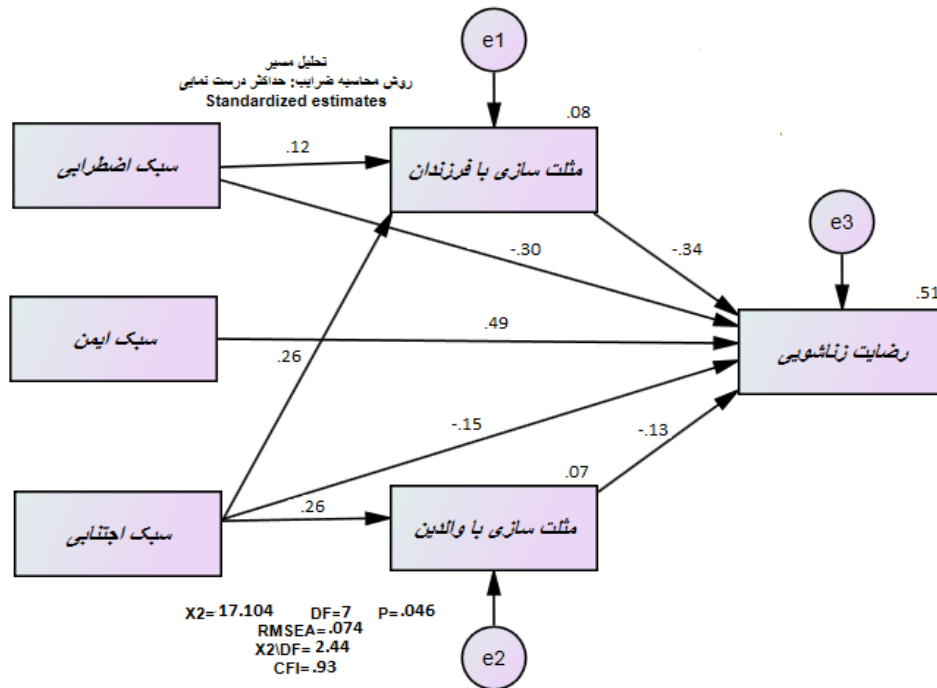 e1
تحلیل مسیر
روش محاسبه ضرایب: حداکثر درست نمایی
Standardized estimates
.08
.12
سبک اضطرابی
مثلث سازی با فرزندان
e3
-.30
-.34
.51
.49
سبک ایمن
رضایت زناشویی
.26
-.15
-.13
.07
.26
سبک اجتنابی
مثلث سازی با والدین
X2=17.104 DF=7 P=.046
RMSEA=.074
X2\DF= 2.44
CFI=.93
e2